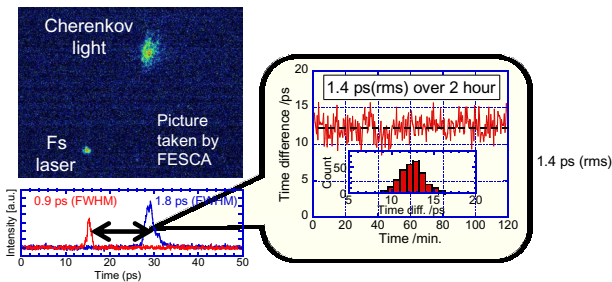 Cherenkov
light
Fs
laser
Picture
taken by
FESCA
0.9 ps (FWHM)
1.8 ps (FWHM)
Intensity [a.u.]
0 10 20 30 40 50
Time (ps)
1.4 ps(rms) over 2 hour
Time difference /ps
20
15
10
5
0
Count
50
0
5 10 15 20
Time diff. /ps
0 20 40 60 80 100 120
Time /min.
1.4 ps (rms)